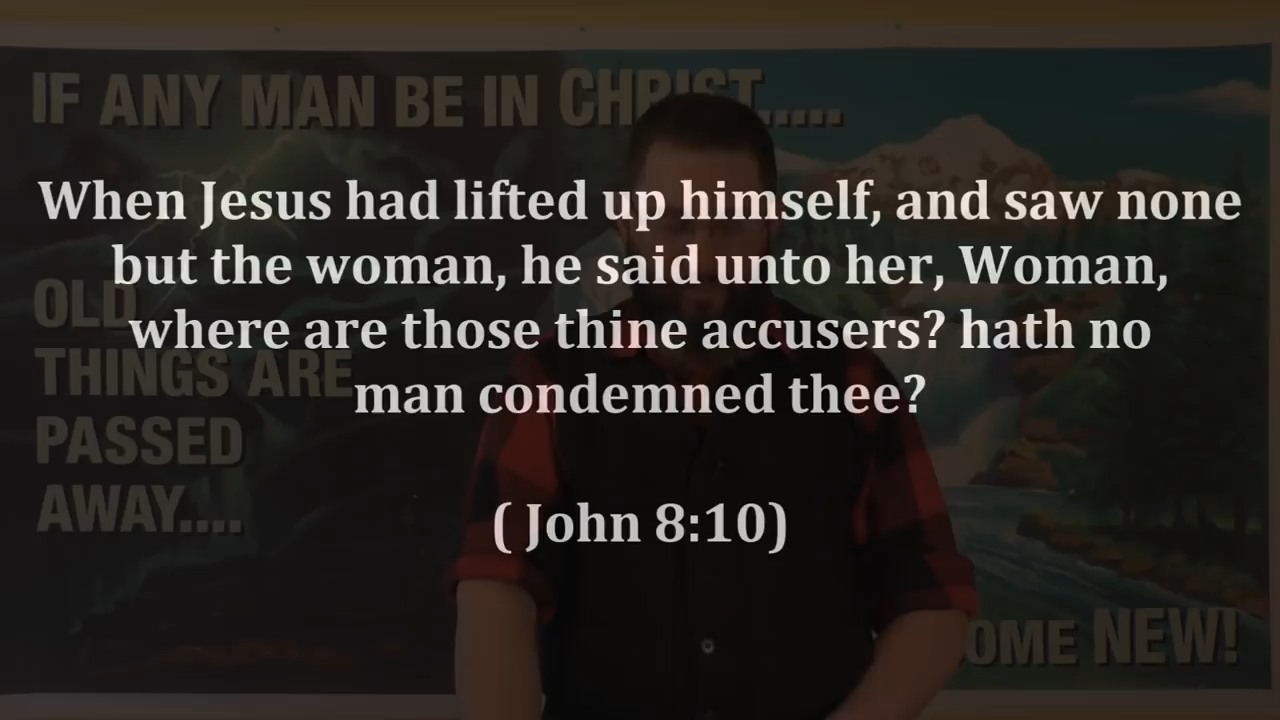 IF ANY MAN BE IN CHRIST.....
When Jesus had lifted up himself, and saw none
but the woman, he said unto her, Woman,
where are those thine accusers? hath no
man condemned thee?
( John 8:10)
OLD
THINGS ARE
PASSED
AWAY....
OME NEW!